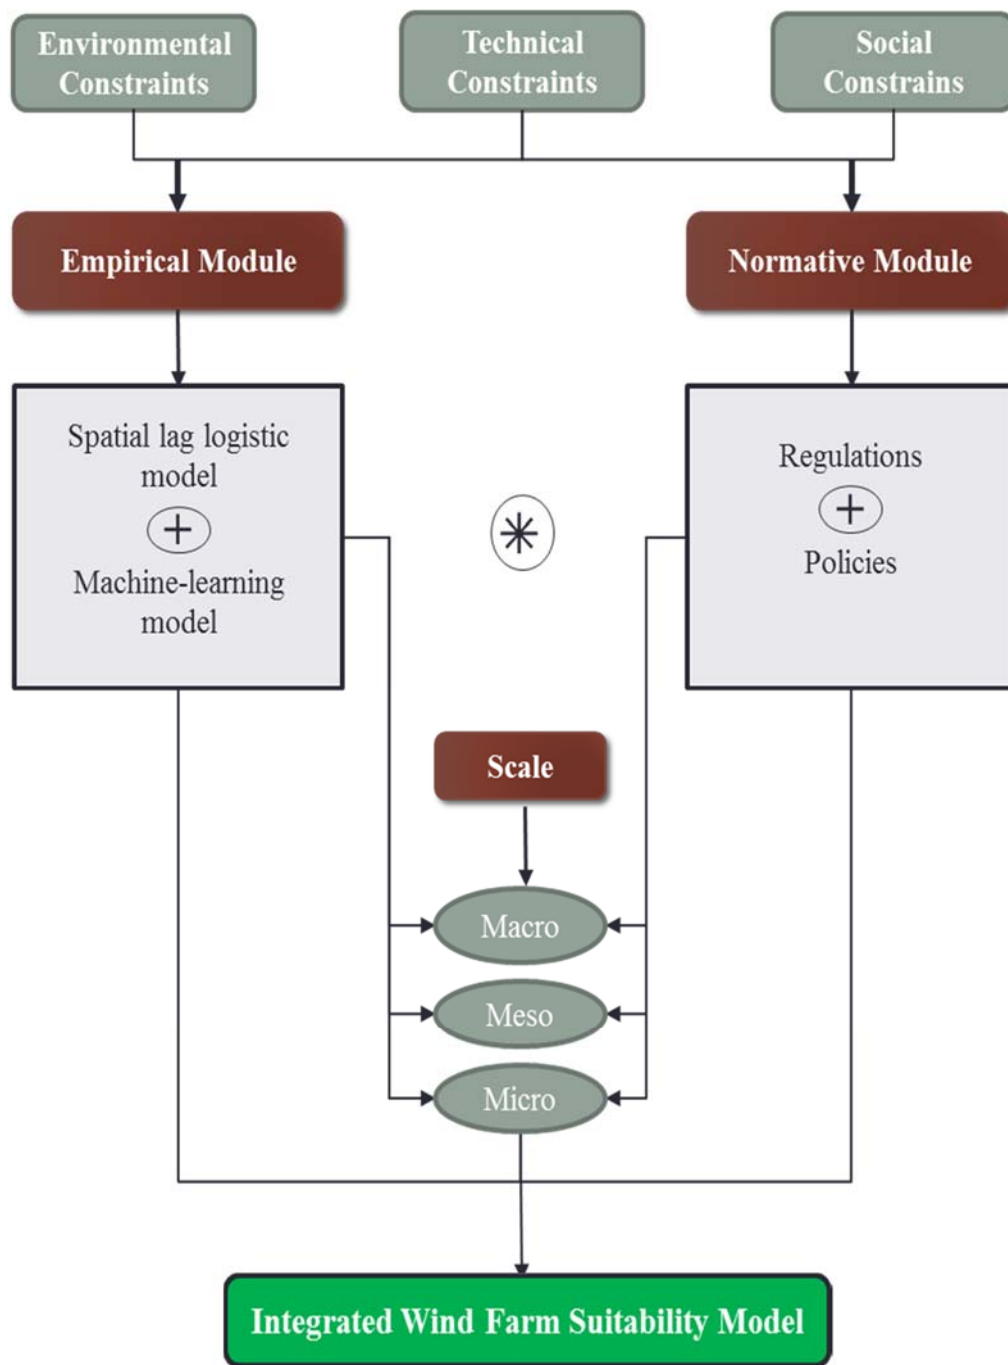 Environmental
Constraints
Technical
Constraints
Social
Constrains
Empirical Module
Normative Module
Spatial lag logistic
model
+
Machine-learning
model
Regulations
+
Policies
Scale
Macro
Meso
Micro
Integrated Wind Farm Suitability Model